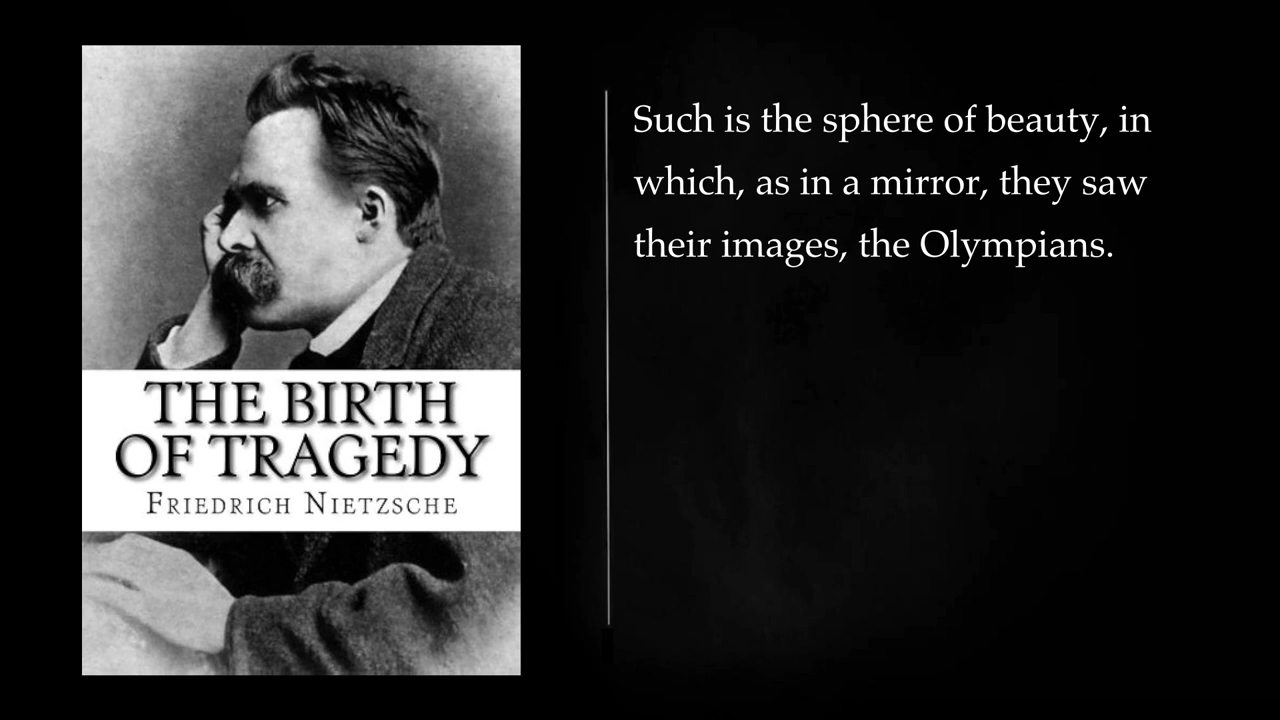 THE BIRTH
OF TRAGEDY
FRIEDRICH NIETZSCHE
Such is the sphere of beauty, in
which, as in a mirror, they saw
their images, the Olympians.